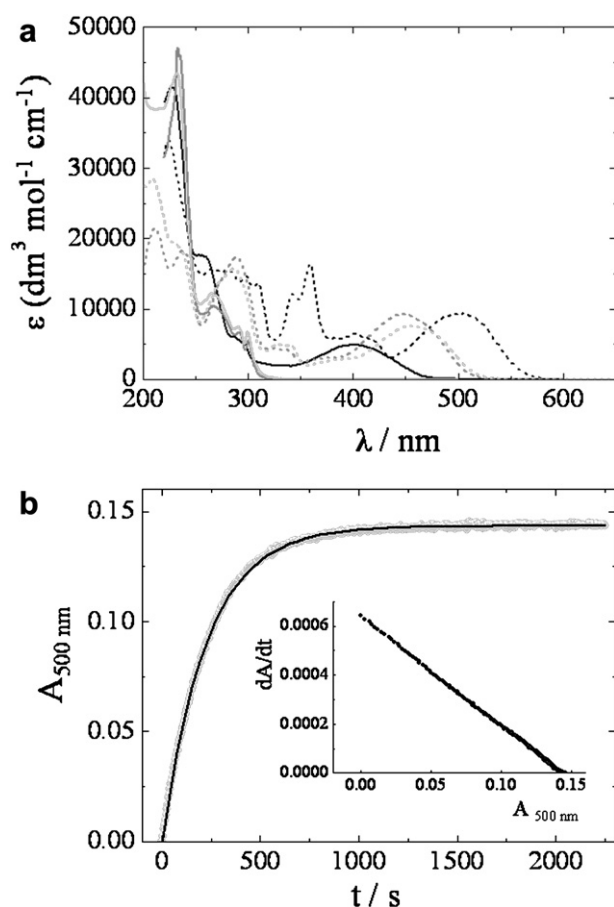 a
50000
40000
30000
20000
10000
0
ε (dm³ mol⁻¹ cm⁻¹)
200 300 400 500 600
λ / nm
b
0.15
0.10
0.05
0.00
A 500 nm
0.0006
0.0004
0.0002
0.0000
dA/dt
0.00 0.05 0.10 0.15
A 500 nm
0 500 1000 1500 2000
t / s